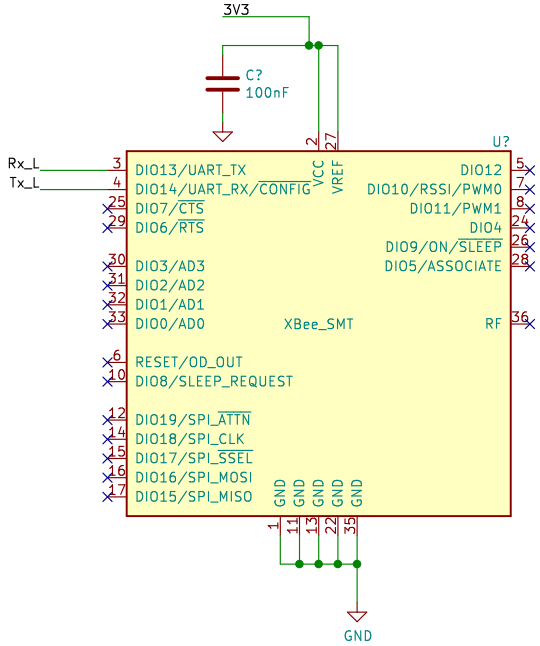 3V3
C?
100nF
U?
2 27
VCC VREF
Rx_L 3 DIO13/UART_TX DIO12 5
Tx_L 4 DIO14/UART_RX/CONFIG DIO10/RSSI/PWM0 7
25 DIO7/CTS DIO11/PWM1 8
29 DIO6/RTS DIO4 24
DIO9/ON/SLEEP 26
30 DIO3/AD3 DIO5/ASSOCIATE 28
31 DIO2/AD2
32 DIO1/AD1
33 DIO0/AD0 XBee_SMT RF 36
6 RESET/OD_OUT
10 DIO8/SLEEP_REQUEST
12 DIO19/SPI_ATTN
14 DIO18/SPI_CLK
15 DIO17/SPI_SSEL
16 DIO16/SPI_MOSI
17 DIO15/SPI_MISO
GND GND GND GND GND
1 11 13 22 35
GND